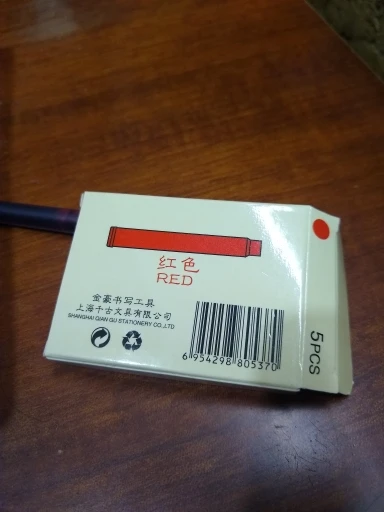 红色
RED
金豪书写工具
上海千古文具有限公司
SHANGHAI QIAN GU STATIONERY CO.,LTD
6 954298 805370
5PCS